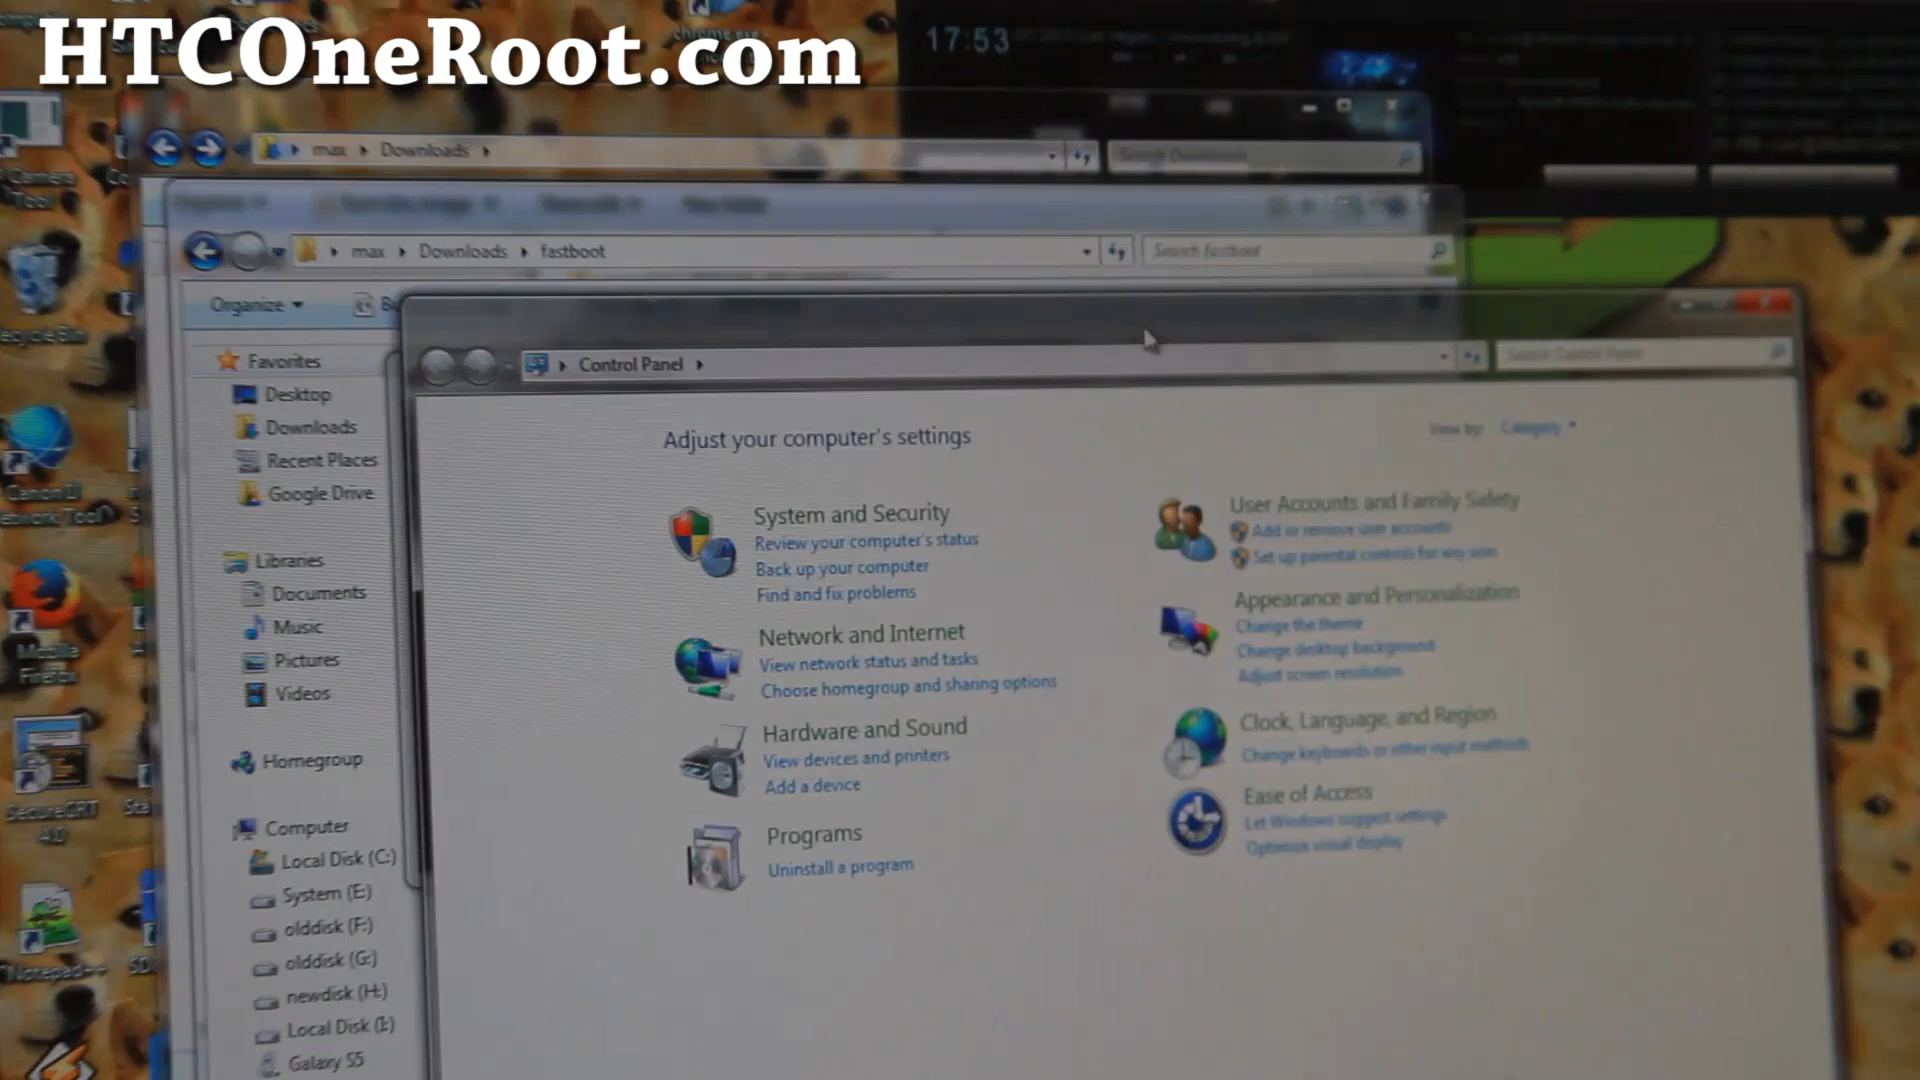 HTCOneRoot.com
17:53
max ▸ Downloads ▸
max ▸ Downloads ▸ fastboot
Search fastboot
Organize
Control Panel ▸
Search Control Panel
Favorites
Desktop
Downloads
Recent Places
Google Drive
Libraries
Documents
Music
Pictures
Videos
Homegroup
Computer
Local Disk (C:)
System (E:)
olddisk (F:)
olddisk (G:)
newdisk (H:)
Local Disk (I:)
Galaxy S5
Adjust your computer's settings
View by: Category
System and Security
Review your computer's status
Back up your computer
Find and fix problems
Network and Internet
View network status and tasks
Choose homegroup and sharing options
Hardware and Sound
View devices and printers
Add a device
Programs
Uninstall a program
User Accounts and Family Safety
Add or remove user accounts
Set up parental controls for any user
Appearance and Personalization
Change the theme
Change desktop background
Adjust screen resolution
Clock, Language, and Region
Change keyboards or other input methods
Ease of Access
Let Windows suggest settings
Optimize visual display
Mozilla
Firefox
SecureCRT
4.0
Notepad++